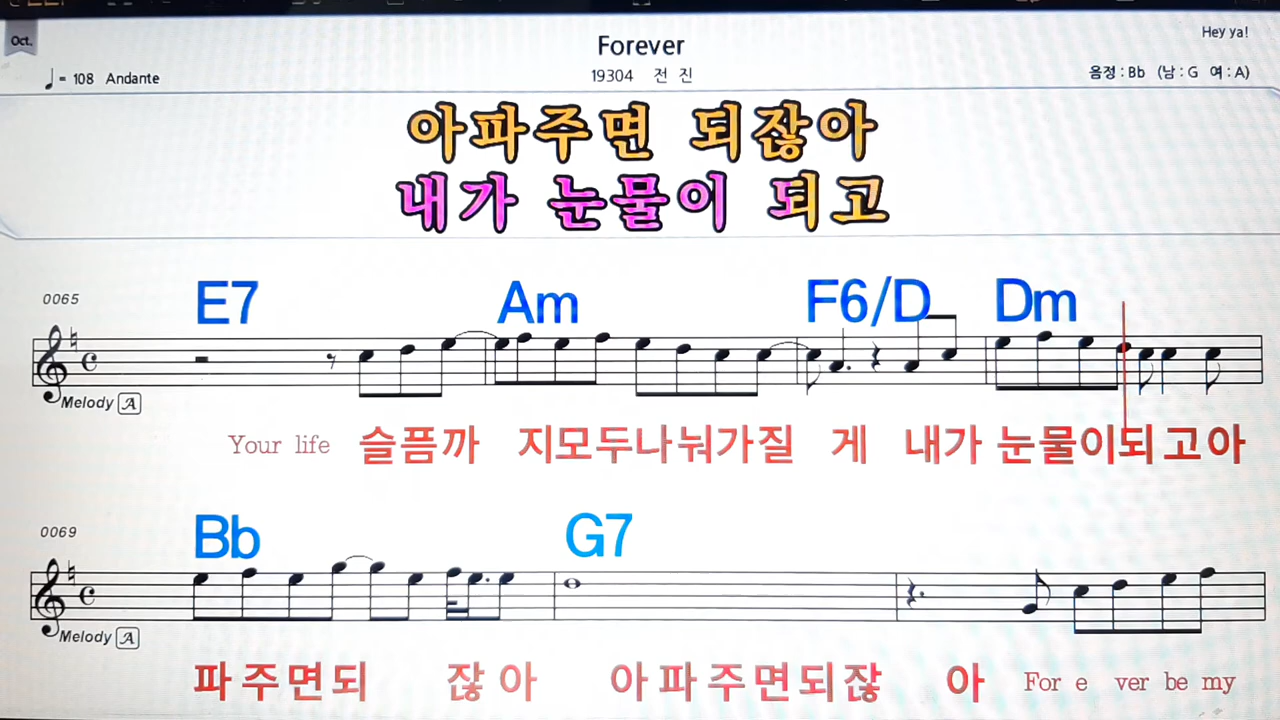 Oct.
Forever
Hey ya!
= 108 Andante
19304 전 진
음정 : Bb (남 : G 여 : A)
아파주면 되잖아
내가 눈물이 되고
0065
E7 Am F6/D Dm
Melody A
Your life 슬픔까 지모두나눠가질 게 내가 눈물이되 고아
0069
Bb G7
Melody A
파주면되 잖아 아파주면되잖 아 For e ver be my